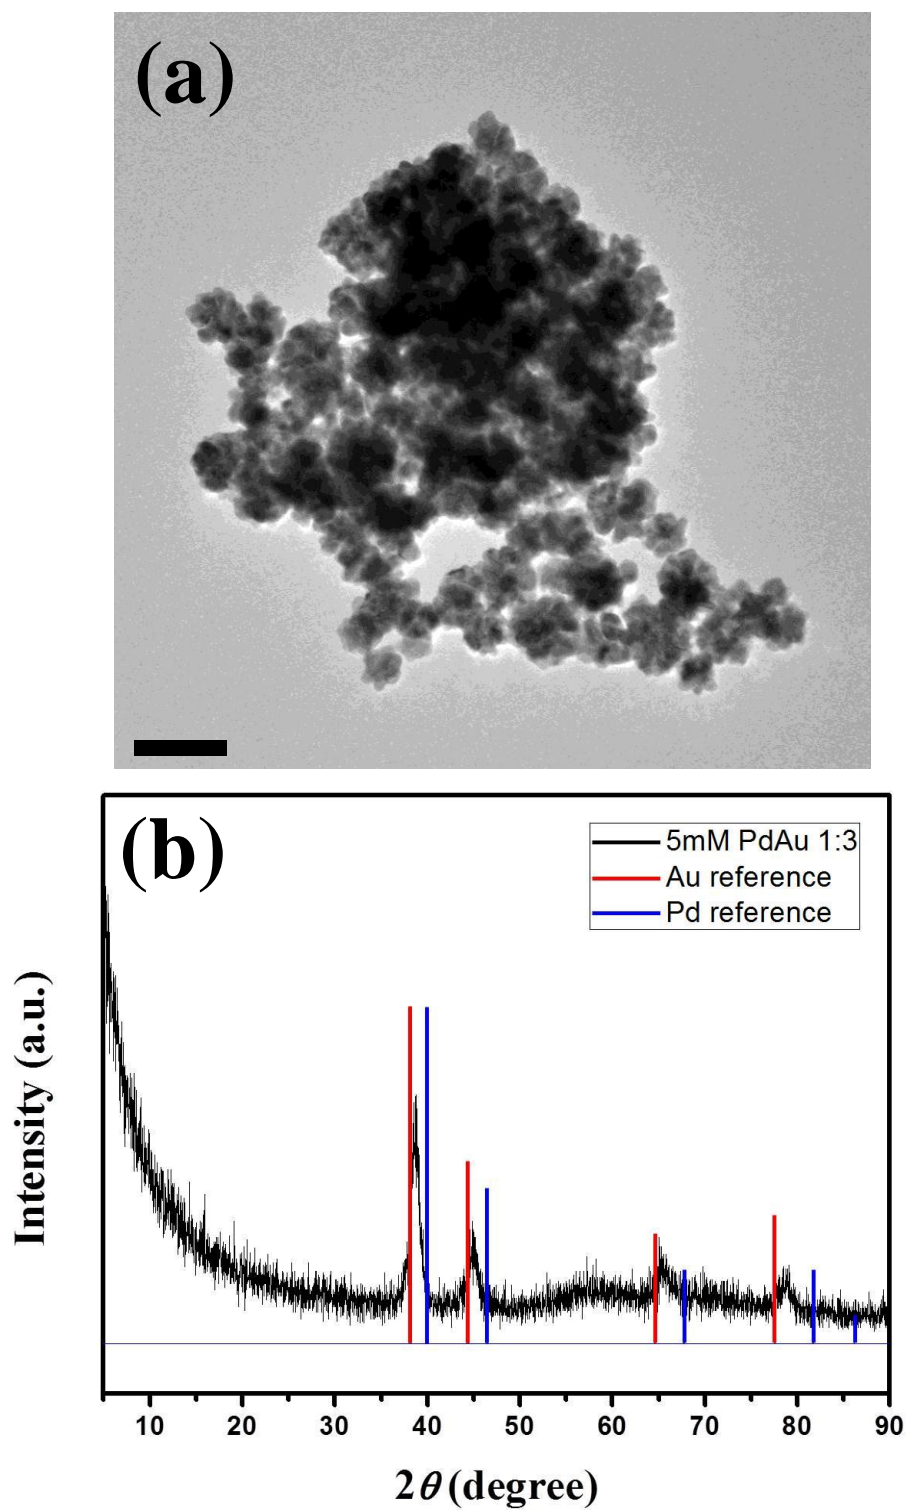 (a)
(b)
5mM PdAu 1:3
Au reference
Pd reference
Intensity (a.u.)
10 20 30 40 50 60 70 80 90
2θ (degree)